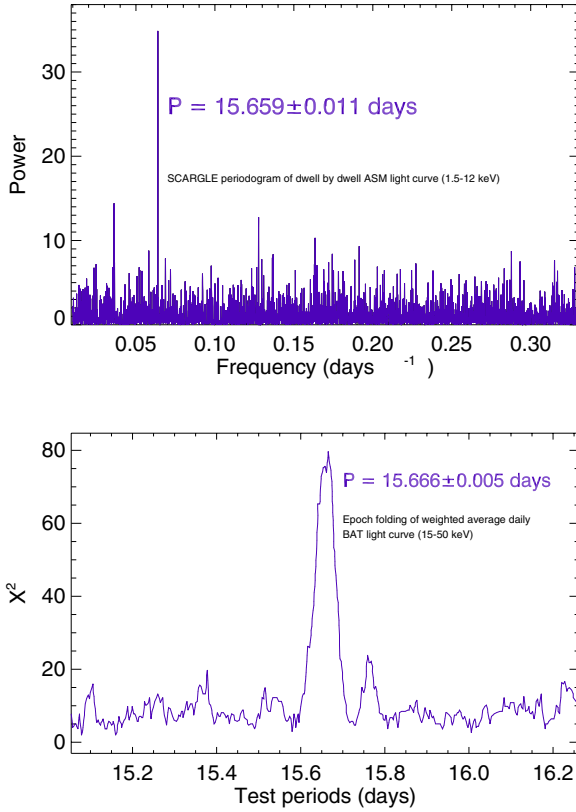 30
20
10
0
Power
P = 15.659±0.011 days
SCARGLE periodogram of dwell by dwell ASM light curve (1.5-12 keV)
0.05 0.10 0.15 0.20 0.25 0.30
Frequency (days ⁻¹ )
80
60
40
20
0
X²
P = 15.666±0.005 days
Epoch folding of weighted average daily
BAT light curve (15-50 keV)
15.2 15.4 15.6 15.8 16.0 16.2
Test periods (days)